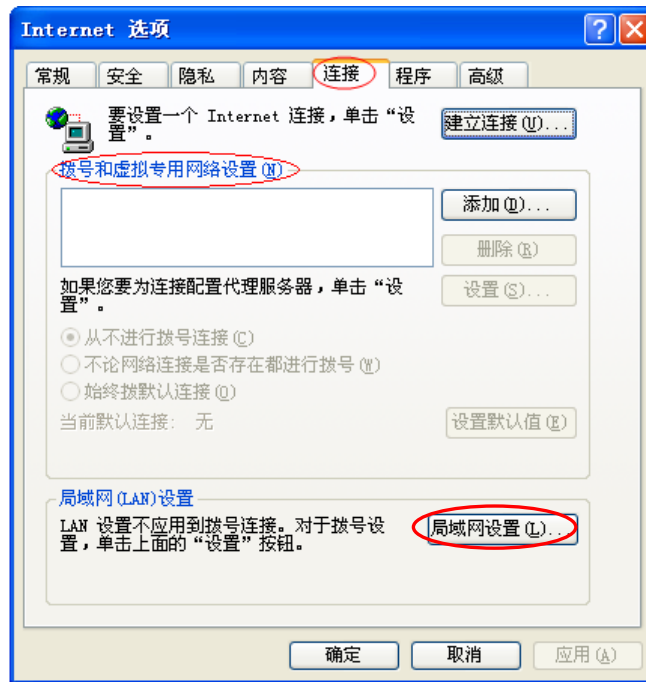 Internet 选项
常规 安全 隐私 内容 连接 程序 高级
要设置一个 Internet 连接，单击“设
置”。
建立连接(U)...
拨号和虚拟专用网络设置(N)
添加(D)...
删除(R)
如果您要为连接配置代理服务器，单击“设
置”。
设置(S)...
从不进行拨号连接(C)
不论网络连接是否存在都进行拨号(W)
始终拨默认连接(O)
当前默认连接： 无
设置默认值(E)
局域网(LAN)设置
LAN 设置不应用到拨号连接。对于拨号设
置，单击上面的“设置”按钮。
局域网设置(L)...
确定 取消 应用(A)